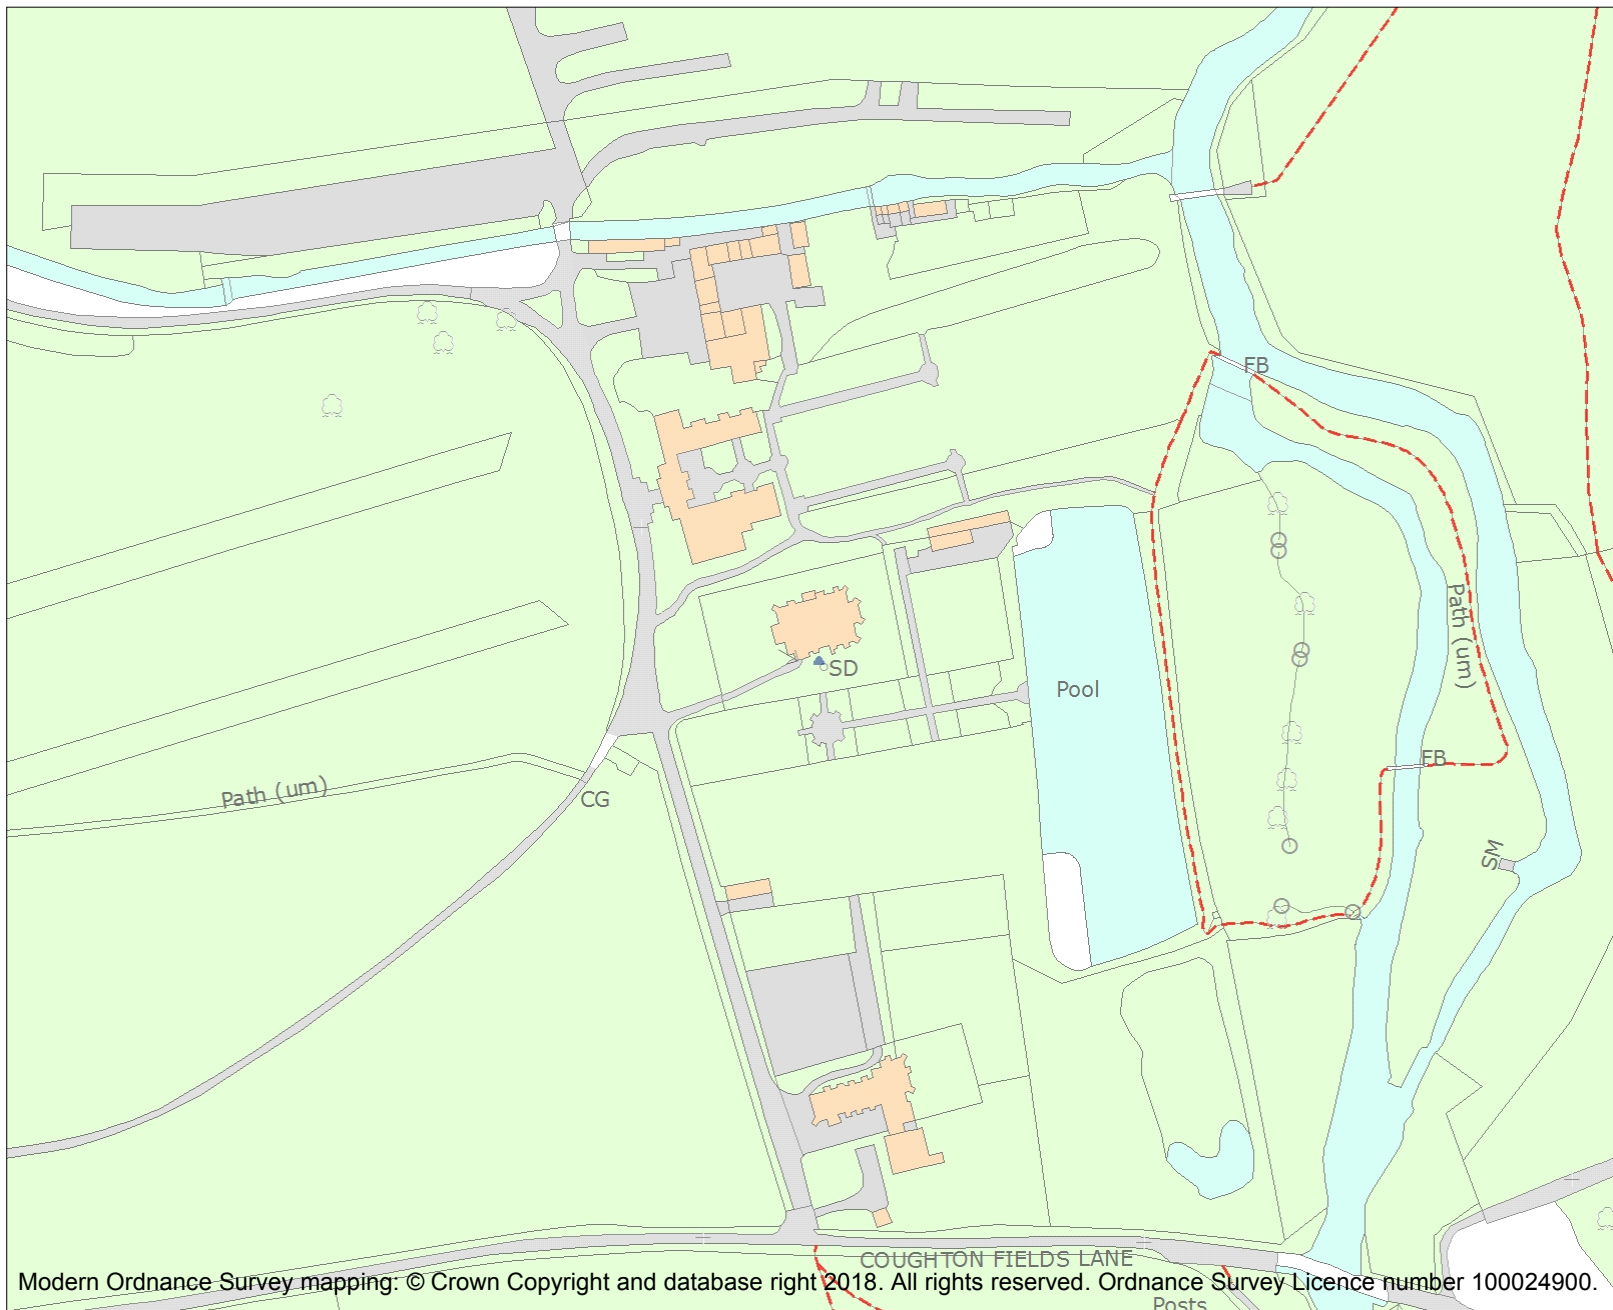 FB
Path (um)
SD
Pool
FB
Path (um)
CG
SM
COUGHTON FIELDS LANE
Modern Ordnance Survey mapping: © Crown Copyright and database right 2018. All rights reserved. Ordnance Survey Licence number 100024900.
Posts